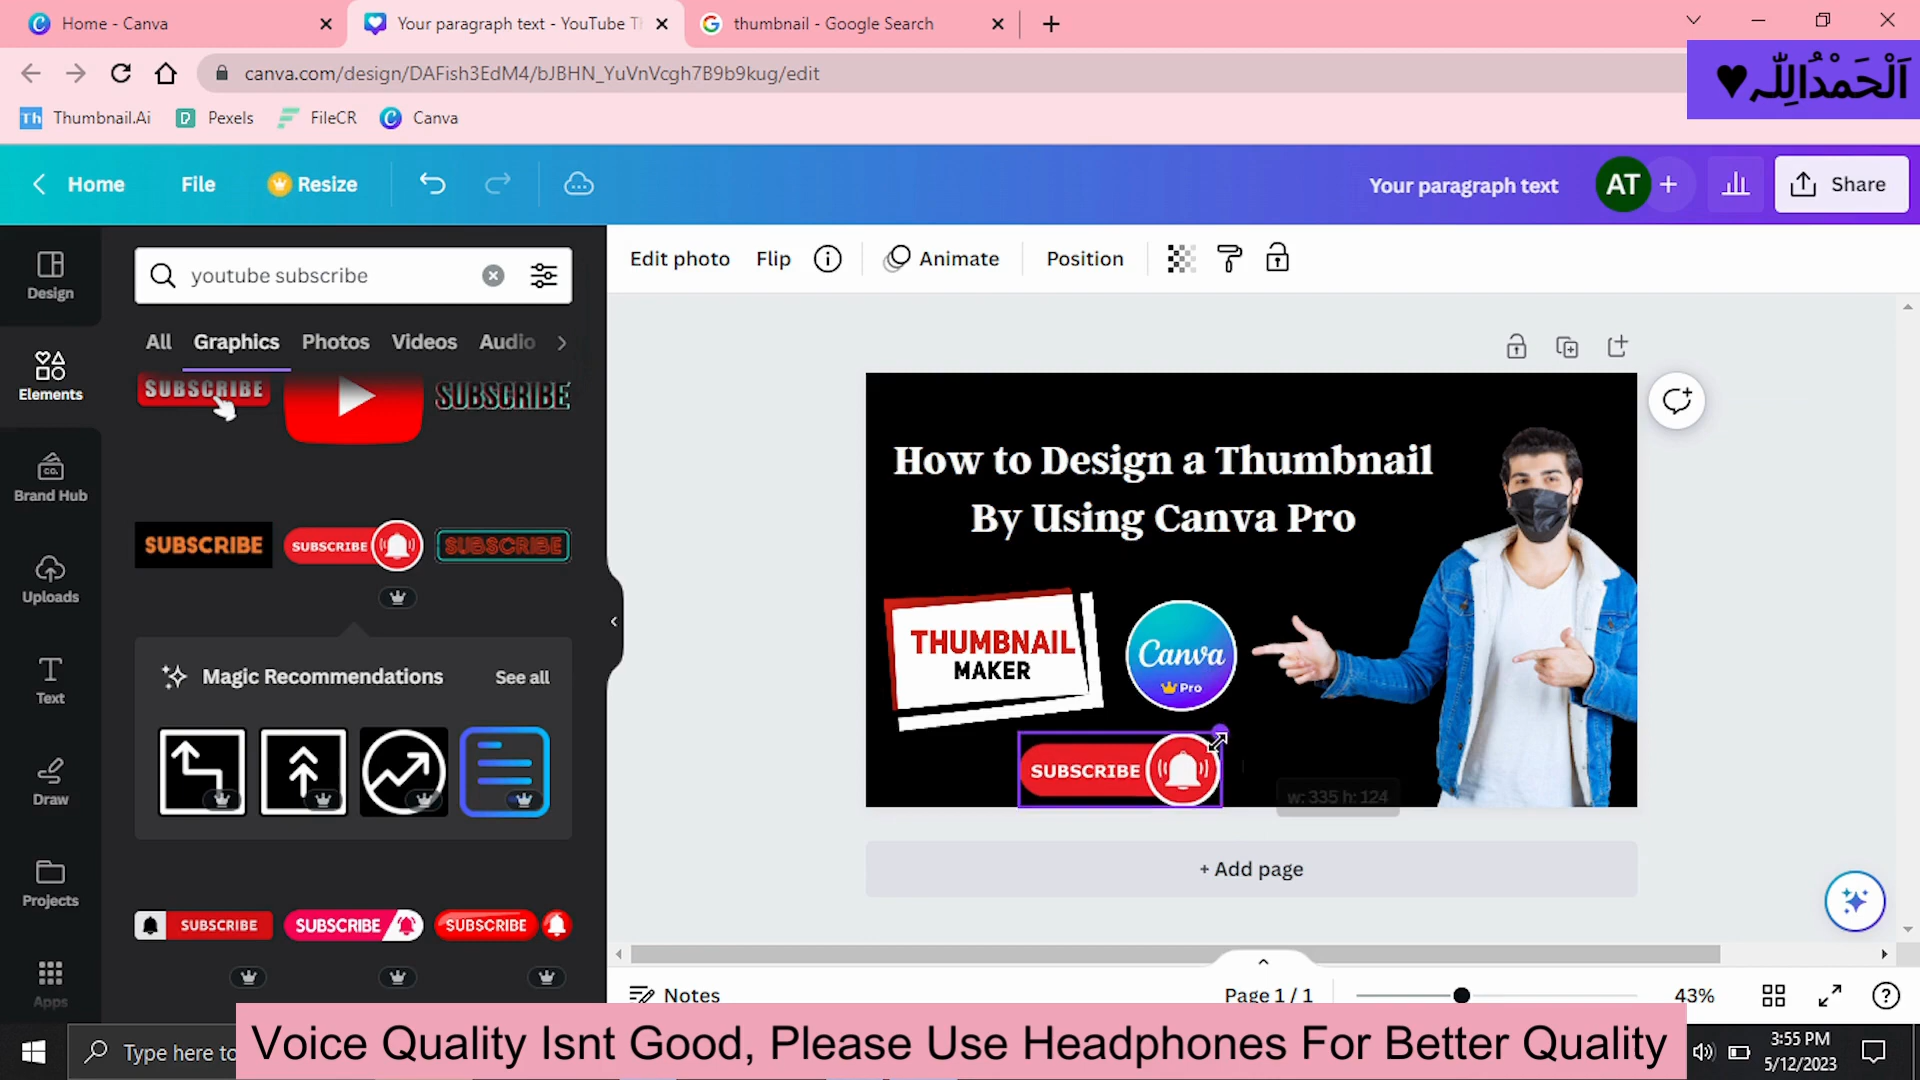 Home - Canva
Your paragraph text - YouTube T
thumbnail - Google Search
canva.com/design/DAFish3EdM4/bJBHN_YuVnVcgh7B9b9kug/edit
اَلْحَمْدُاللّٰه♥
Thumbnail.Ai
Pexels
FileCR
Canva
Home
File
Resize
Your paragraph text
AT
Share
Design
Elements
Brand Hub
Uploads
Text
Draw
Projects
Apps
youtube subscribe
All
Graphics
Photos
Videos
Audio
SUBSCRIBE
SUBSCRIBE
SUBSCRIBE
SUBSCRIBE
SUBSCRIBE
Magic Recommendations
See all
SUBSCRIBE
SUBSCRIBE
SUBSCRIBE
Edit photo
Flip
Animate
Position
How to Design a Thumbnail
By Using Canva Pro
THUMBNAIL
MAKER
Canva
Pro
SUBSCRIBE
w: 335 h: 124
+ Add page
Notes
Page 1 / 1
43%
Type here to
Voice Quality Isnt Good, Please Use Headphones For Better Quality
3:55 PM
5/12/2023